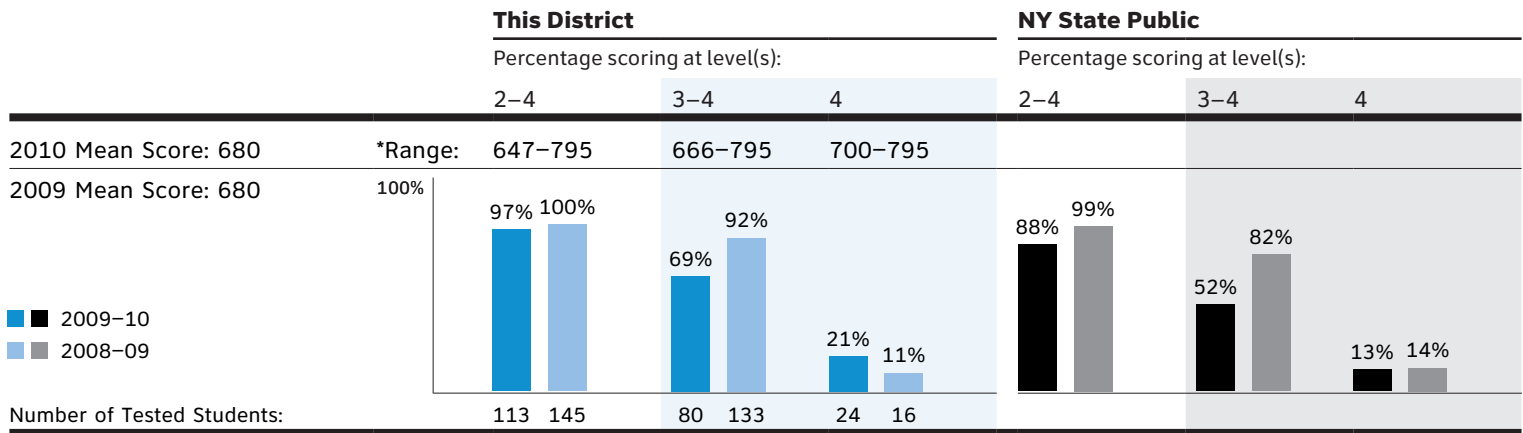 This District NY State Public
Percentage scoring at level(s): Percentage scoring at level(s):
2–4 3–4 4 2–4 3–4 4
2010 Mean Score: 680 *Range: 647–795 666–795 700–795
2009 Mean Score: 680 100%
97% 100% 92% 88% 99% 82%
69% 52%
21% 11% 13% 14%
2009–10
2008–09
Number of Tested Students: 113 145 80 133 24 16